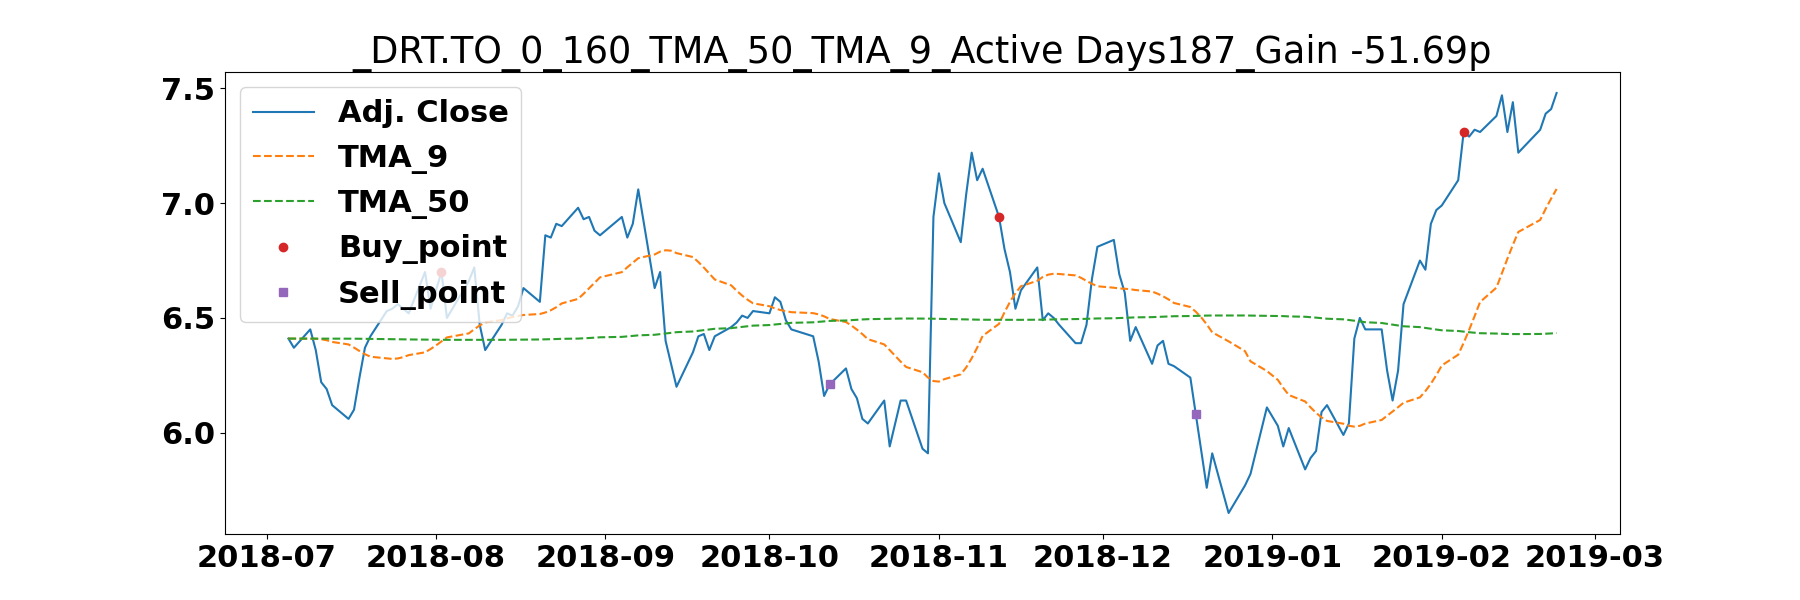 _DRT.TO_0_160_TMA_50_TMA_9_Active Days187_Gain -51.69p
7.5
7.0
6.5
6.0
Adj. Close
TMA_9
TMA_50
Buy_point
Sell_point
2018-07 2018-08 2018-09 2018-10 2018-11 2018-12 2019-01 2019-02 2019-03